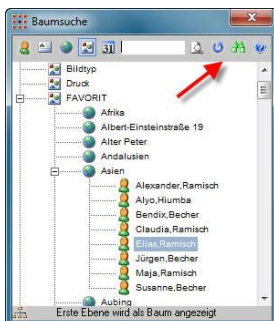 Baumsuche
31
Bildtyp
Druck
FAVORIT
Afrika
Albert-Einsteinstraße 19
Alter Peter
Andalusien
Asien
Alexander,Ramisch
Alyo,Hiumba
Bendix,Becher
Claudia,Ramisch
Elias,Ramisch
Jürgen,Becher
Maja,Ramisch
Susanne,Becher
Aubing
Erste Ebene wird als Baum angezeigt